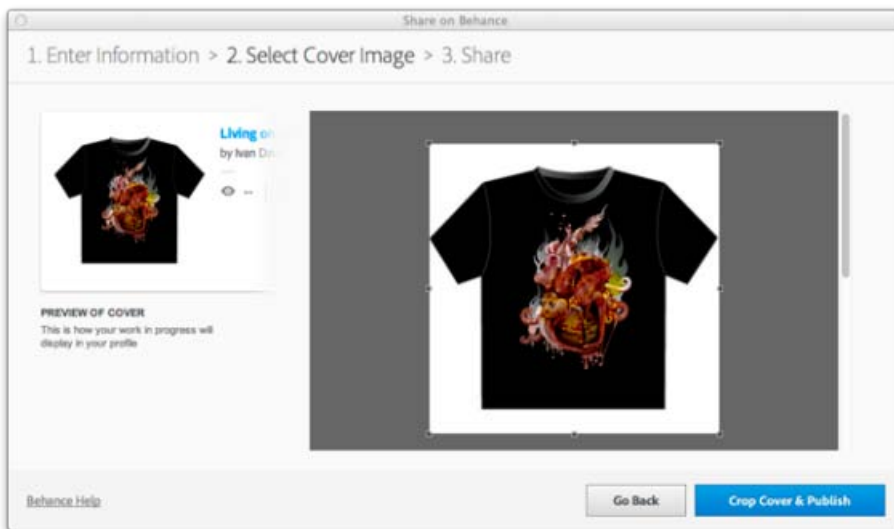 Share on Behance
1. Enter Information > 2. Select Cover Image > 3. Share
Living
by Ivan
--
PREVIEW OF COVER
This is how your work in progress will
display in your profile
Behance Help
Go Back
Crop Cover & Publish